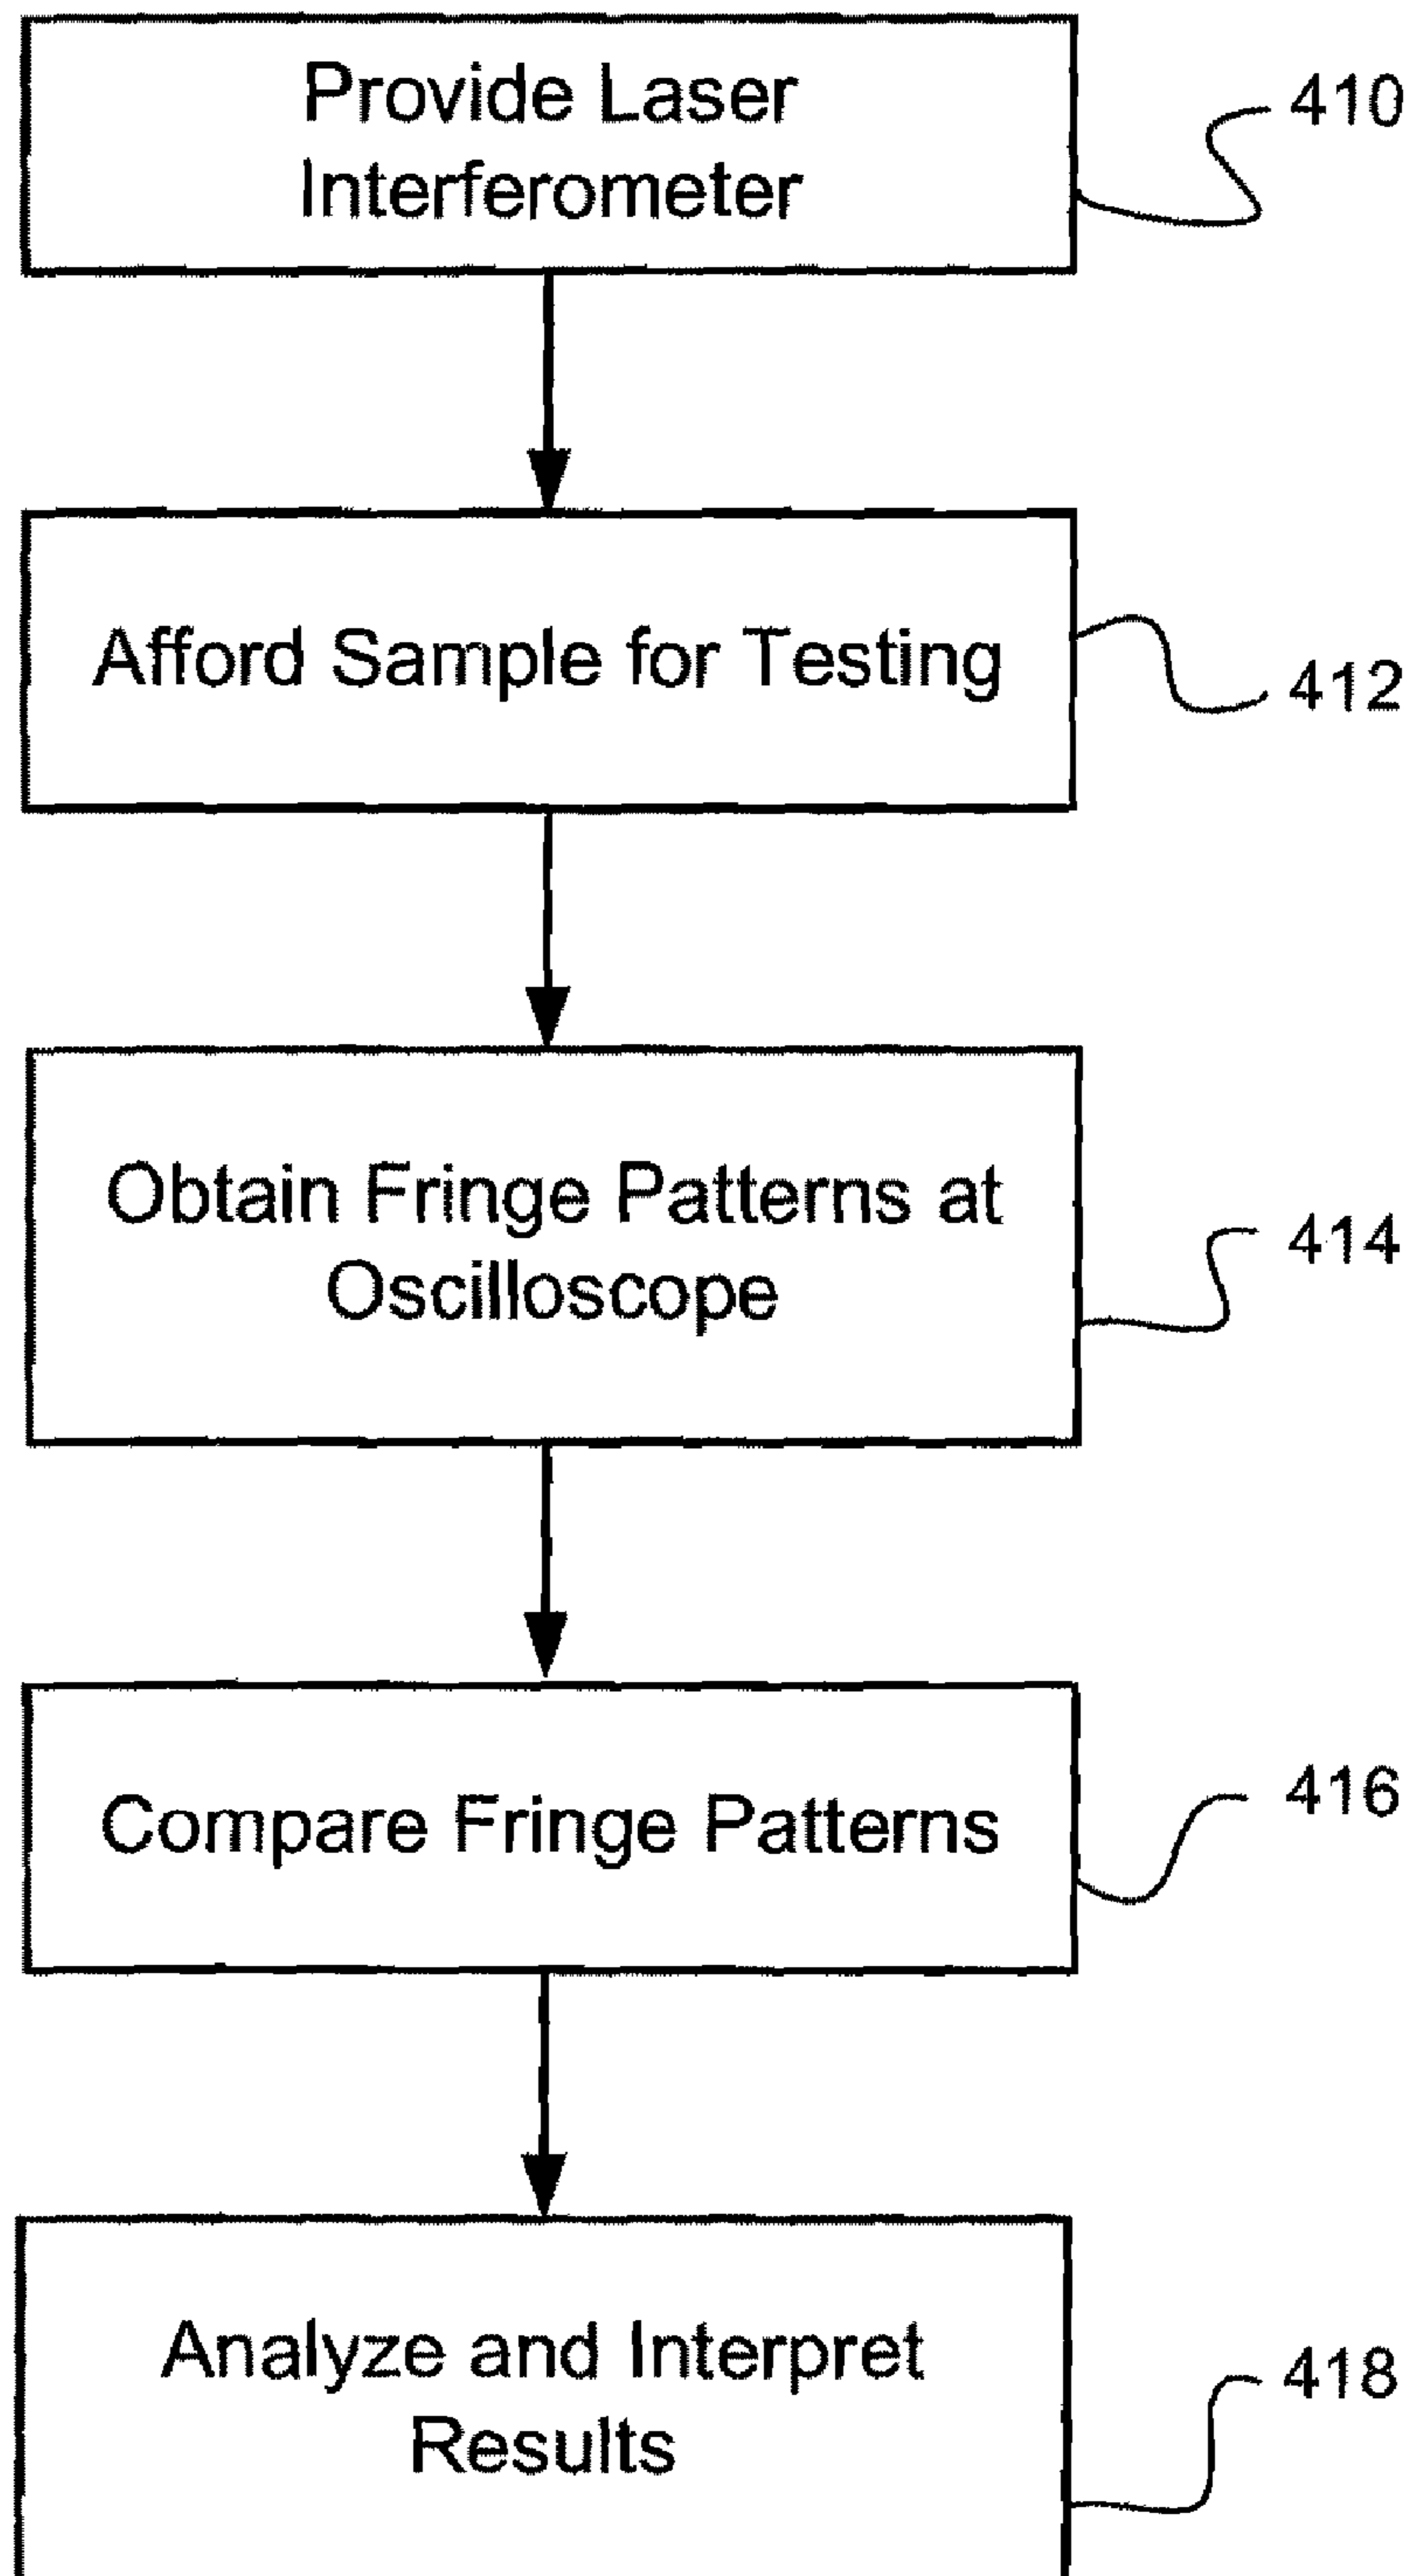 Provide Laser
Interferometer
410
Afford Sample for Testing
412
Obtain Fringe Patterns at
Oscilloscope
414
Compare Fringe Patterns
416
Analyze and Interpret
Results
418